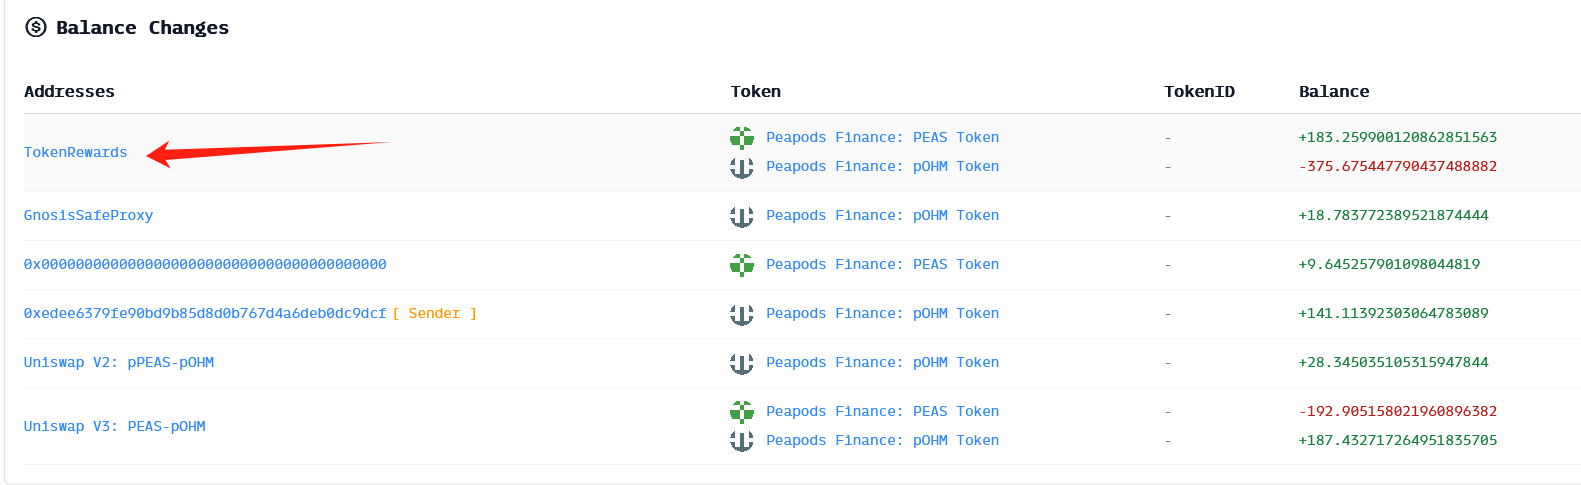 Balance Changes
Addresses Token TokenID Balance
TokenRewards
Peapods Finance: PEAS Token - +183.259900120862851563
Peapods Finance: pOHM Token - -375.675447790437488882
GnosisSafeProxy Peapods Finance: pOHM Token - +18.783772389521874444
0x0000000000000000000000000000000000000000 Peapods Finance: PEAS Token - +9.645257901098044819
0xedee6379fe90bd9b85d8d0b767d4a6deb0dc9dcf [ Sender ] Peapods Finance: pOHM Token - +141.11392303064783089
Uniswap V2: pPEAS-pOHM Peapods Finance: pOHM Token - +28.345035105315947844
Uniswap V3: PEAS-pOHM
Peapods Finance: PEAS Token - -192.905158021960896382
Peapods Finance: pOHM Token - +187.432717264951835705